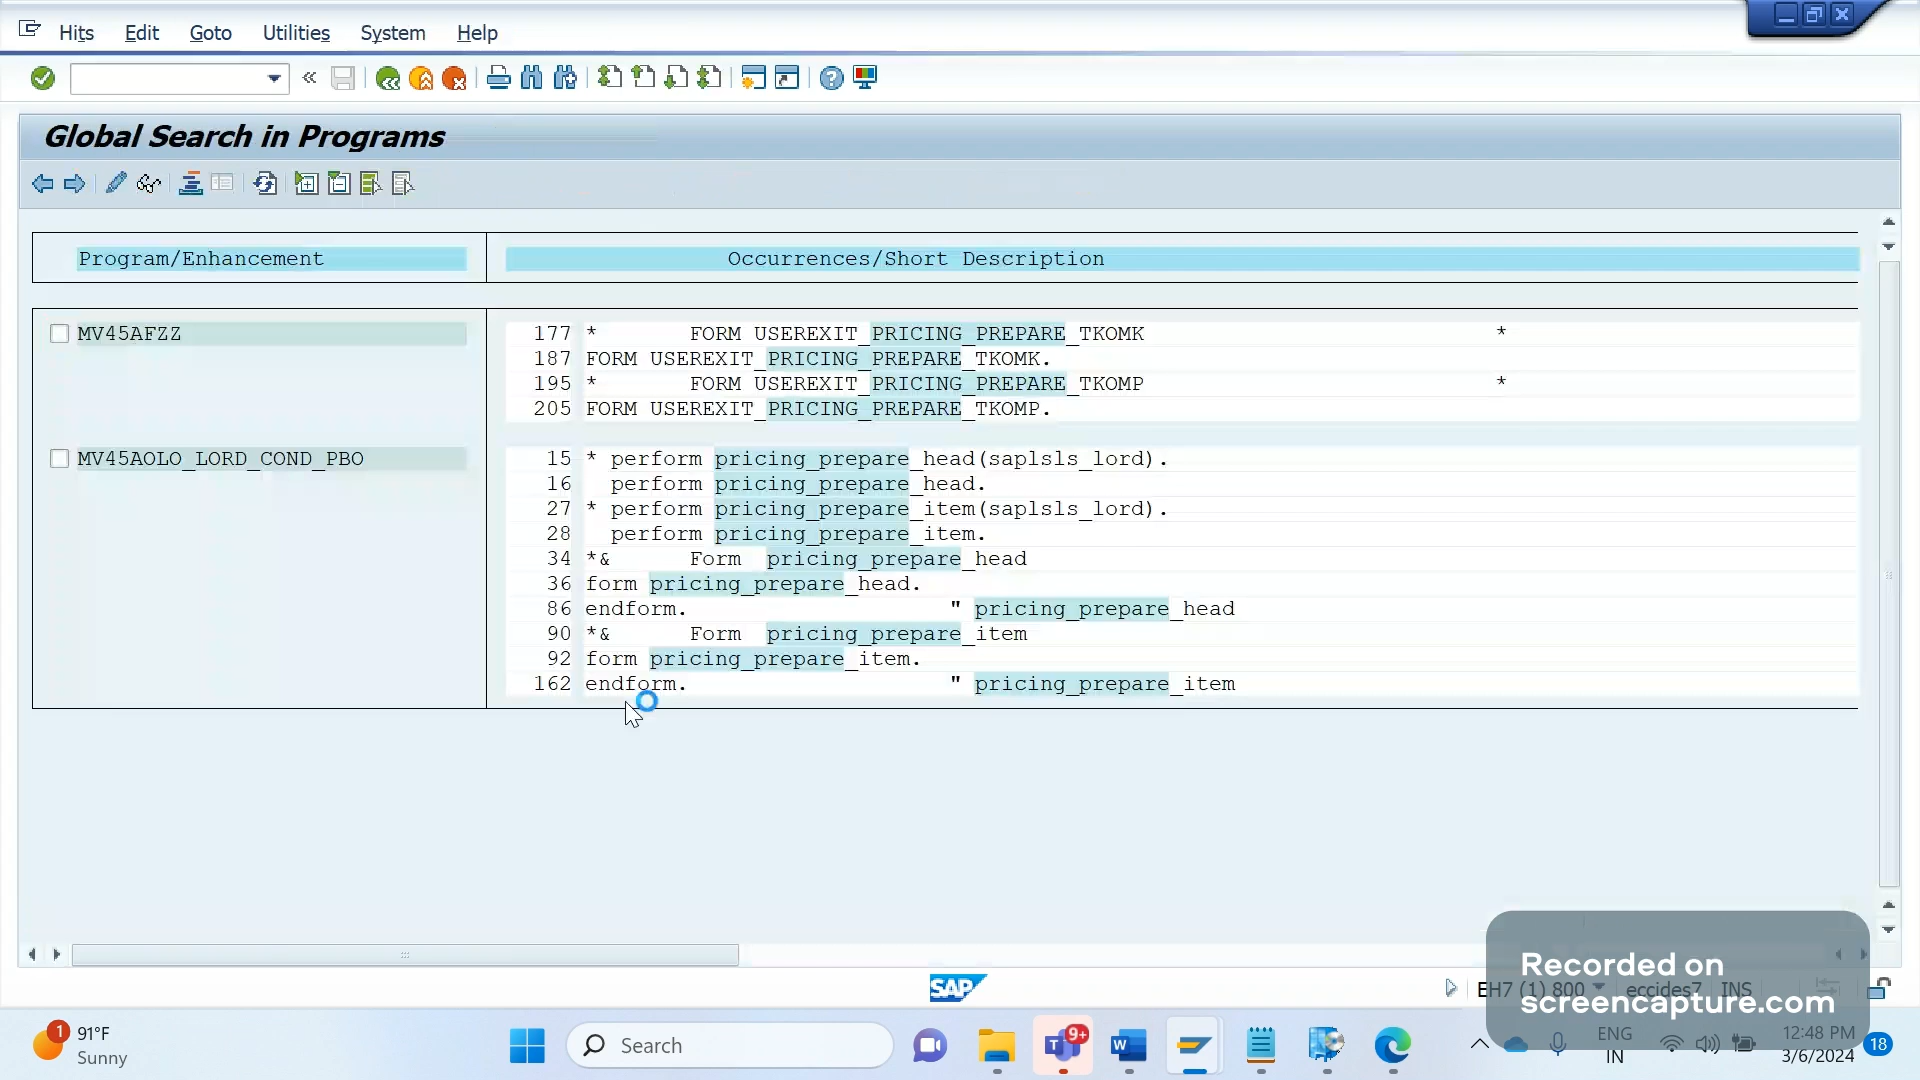 Hits Edit Goto Utilities System Help
Global Search in Programs
Program/Enhancement Occurrences/Short Description
MV45AFZZ 177 * FORM USEREXIT_PRICING_PREPARE_TKOMK *
187 FORM USEREXIT_PRICING_PREPARE_TKOMK.
195 * FORM USEREXIT_PRICING_PREPARE_TKOMP *
205 FORM USEREXIT_PRICING_PREPARE_TKOMP.
MV45AOLO_LORD_COND_PBO 15 * perform pricing_prepare_head(saplsls_lord).
16 perform pricing_prepare_head.
27 * perform pricing_prepare_item(saplsls_lord).
28 perform pricing_prepare_item.
34 *& Form pricing_prepare_head
36 form pricing_prepare_head.
86 endform. " pricing_prepare_head
90 *& Form pricing_prepare_item
92 form pricing_prepare_item.
162 endform. " pricing_prepare_item
SAP
EH7 (1) 800 eccides7 INS
Recorded on
screencapture.com
1 91°F
Sunny
Search
9+
T
W
ENG
IN
12:48 PM
3/6/2024
18